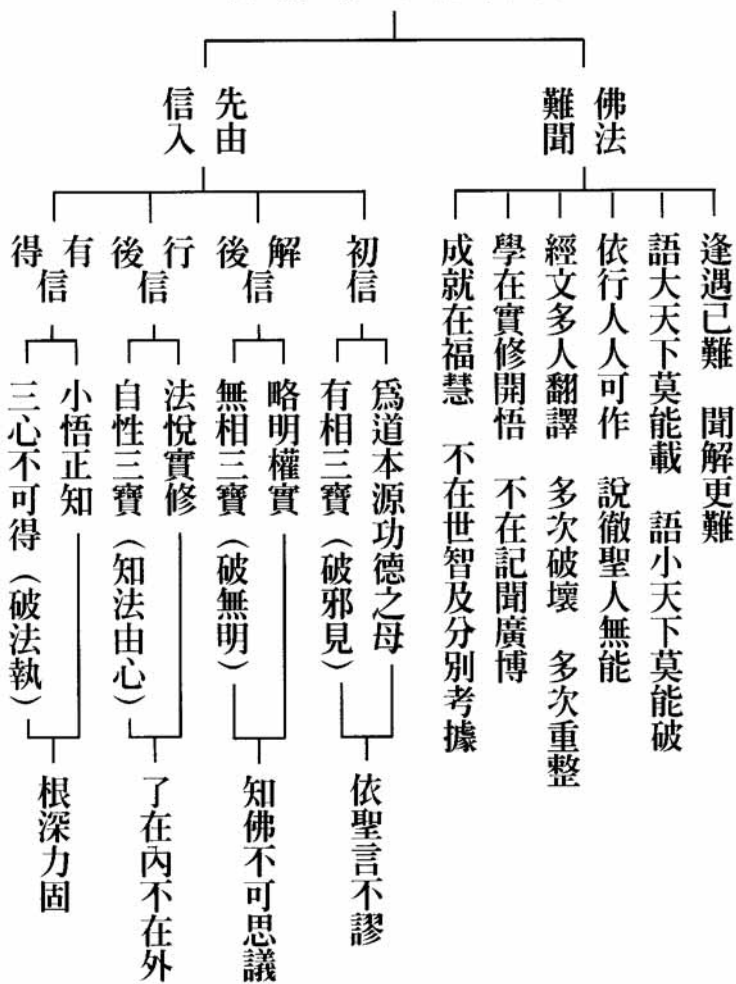 佛法
難聞
逢遇已難　聞解更難
語大天下莫能載　語小天下莫能破
依行人人可作　說徹聖人無能
經文多人翻譯　多次破壞　多次重整
學在實修開悟　不在記聞廣博
成就在福慧　不在世智及分別考據
先由
信入
初信
爲道本源功德之母
有相三寶（破邪見）
依聖言不謬
解後信
略明權實
無相三寶（破無明）
知佛不可思議
行後信
法悅實修
自性三寶（知法由心）
了在內不在外
有得信
小悟正知
三心不可得（破法執）
根深力固